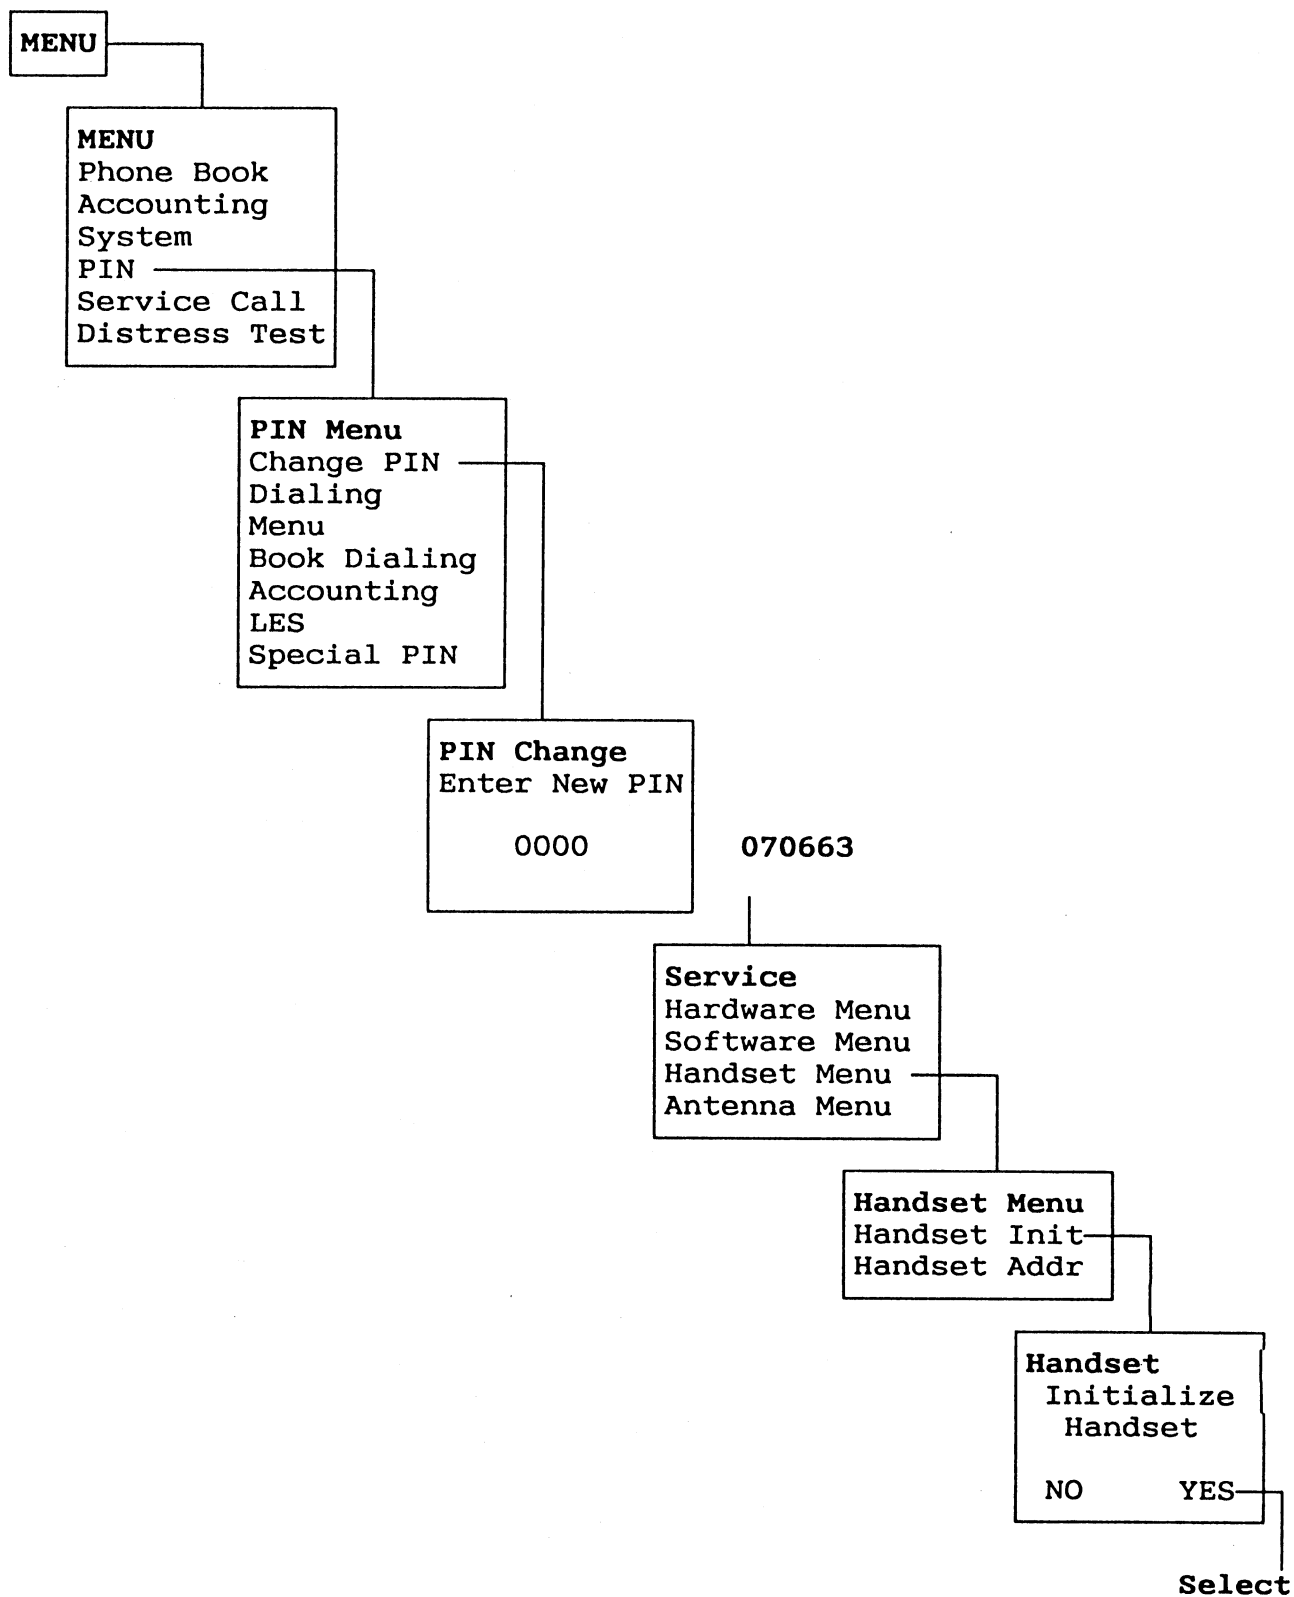 MENU
MENU
Phone Book
Accounting
System
PIN
Service Call
Distress Test
PIN Menu
Change PIN
Dialing
Menu
Book Dialing
Accounting
LES
Special PIN
PIN Change
Enter New PIN
0000
070663
Service
Hardware Menu
Software Menu
Handset Menu
Antenna Menu
Handset Menu
Handset Init
Handset Addr
Handset
Initialize
Handset
NO YES
Select